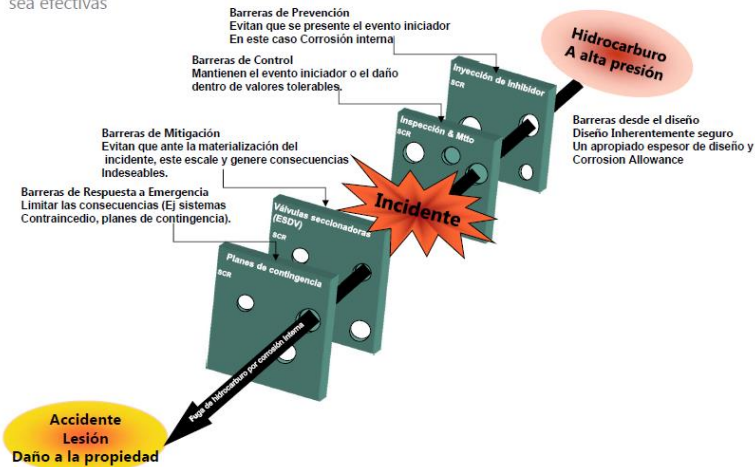 sea efectivas
Barreras de Prevención
Evitan que se presente el evento iniciador
En este caso Corrosión interna
Hidrocarburo
A alta presión
Barreras de Control
Mantienen el evento iniciador o el daño
dentro de valores tolerables.
Inyección de inhibidor
SCR
Barreras desde el diseño
Diseño Inherentemente seguro
Un apropiado espesor de diseño y
Corrosion Allowance
Inspección & Mtto
SCR
Barreras de Mitigación
Evitan que ante la materialización del
incidente, este escale y genere consecuencias
Indeseables.
Incidente
Barreras de Respuesta a Emergencia
Limitar las consecuencias (Ej sistemas
Contraincedio, planes de contingencia).
Válvulas seccionadoras
(ESDV)
SCR
Planes de contingencia
SCR
Fuga de hidrocarburo por corrosión interna
Accidente
Lesión
Daño a la propiedad